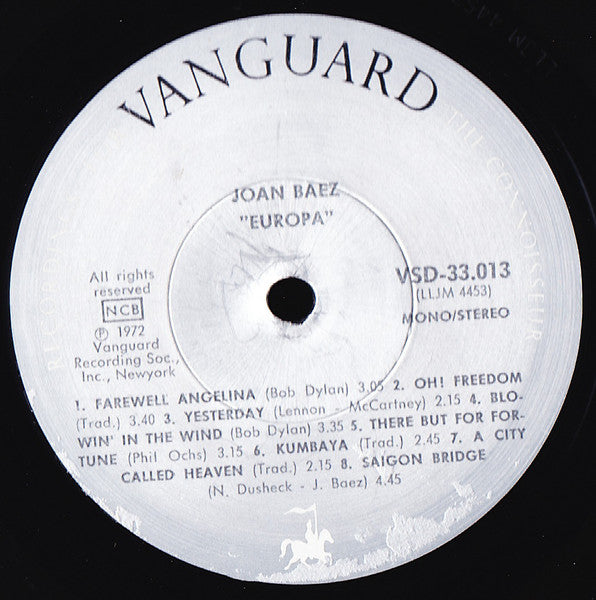 VANGUARD
RECORDINGS FOR THE CONNOISSEUR
JOAN BAEZ
"EUROPA"
All rights
reserved
NCB
Ⓟ 1972
Vanguard
Recording Soc.,
Inc., Newyork
VSD-33.013
(LLJM 4453)
MONO/STEREO
1. FAREWELL ANGELINA (Bob Dylan) 3.05 2. OH! FREEDOM
(Trad.) 3.40 3. YESTERDAY (Lennon - McCartney) 2.15 4. BLO-
WIN' IN THE WIND (Bob Dylan) 3.35 5. THERE BUT FOR FOR-
TUNE (Phil Ochs) 3.15 6. KUMBAYA (Trad.) 2.45 7. A CITY
CALLED HEAVEN (Trad.) 2.15 8. SAIGON BRIDGE
(N. Dusheck - J. Baez) 4.45